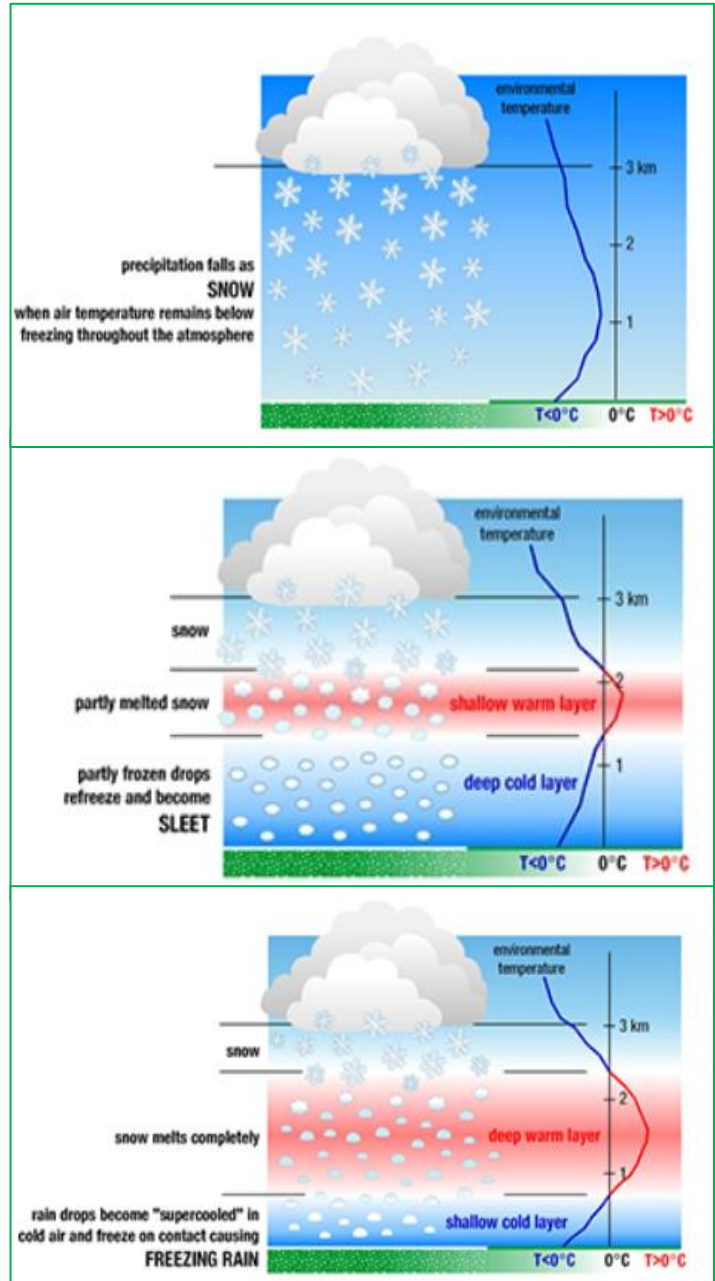 environmental
temperature
3 km
2
precipitation falls as
SNOW
when air temperature remains below
freezing throughout the atmosphere
1
T<0°C 0°C T>0°C
environmental
temperature
3 km
snow
2
partly melted snow
shallow warm layer
1
partly frozen drops
refreeze and become
SLEET
deep cold layer
T<0°C 0°C T>0°C
environmental
temperature
3 km
snow
2
snow melts completely
deep warm layer
1
rain drops become "supercooled" in
cold air and freeze on contact causing
FREEZING RAIN
shallow cold layer
T<0°C 0°C T>0°C